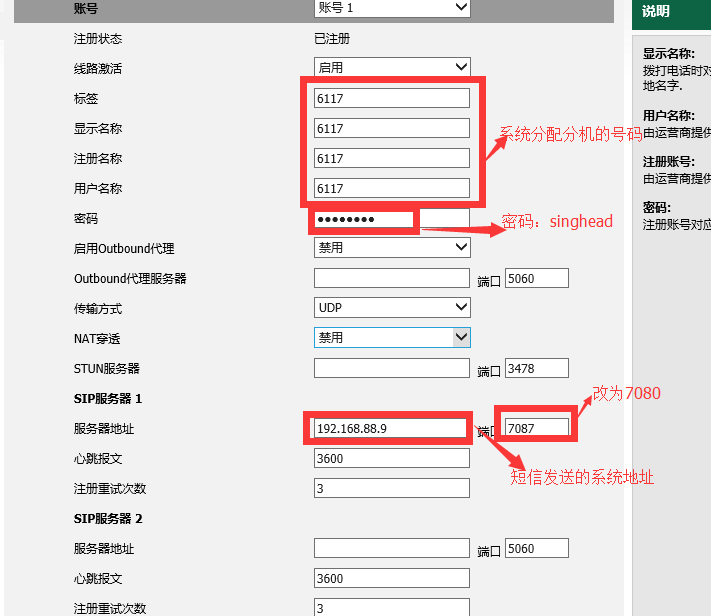 账号 账号 1 说明
注册状态 已注册
线路激活 启用
显示名称:
拨打电话时对
地名字.
标签 6117
显示名称 6117
系统分配分机的号码
用户名称:
由运营商提供
注册名称 6117
注册账号:
由运营商提供
用户名称 6117
密码 ●●●●●●●●
密码：singhead
密码:
注册账号对应
启用Outbound代理 禁用
Outbound代理服务器 端口 5060
传输方式 UDP
NAT穿透 禁用
STUN服务器 端口 3478
SIP服务器 1
改为7080
服务器地址 192.168.88.9 端口 7087
心跳报文 3600
短信发送的系统地址
注册重试次数 3
SIP服务器 2
服务器地址 端口 5060
心跳报文 3600
注册重试次数 3